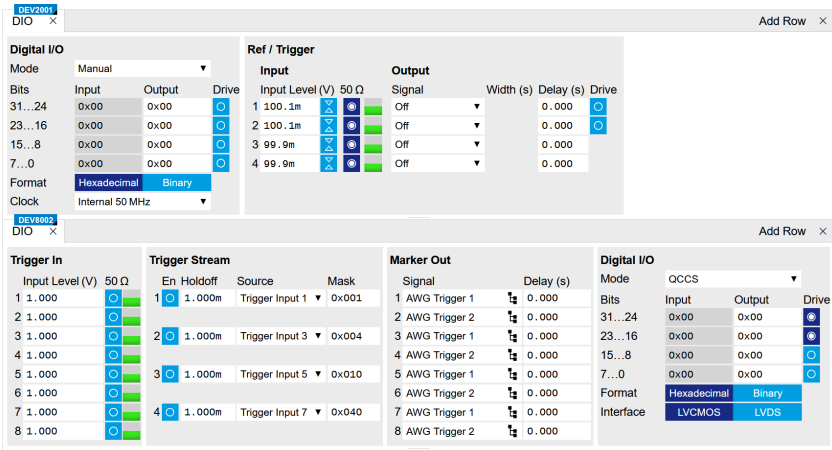 DEV2001
DIO × Add Row ×
Digital I/O Ref / Trigger
Mode Manual ▼ Input Output
Bits Input Output Drive Input Level (V) 50 Ω Signal Width (s) Delay (s) Drive
31...24 0x00 0x00 1 100.1m Off ▼ 0.000
23...16 0x00 0x00 2 100.1m Off ▼ 0.000
15...8 0x00 0x00 3 99.9m Off ▼ 0.000
7...0 0x00 0x00 4 99.9m Off ▼ 0.000
Format Hexadecimal Binary
Clock Internal 50 MHz ▼
DEV8002
DIO × Add Row ×
Trigger In Trigger Stream Marker Out Digital I/O
Input Level (V) 50 Ω En Holdoff Source Mask Signal Delay (s) Mode QCCS ▼
1 1.000 1 1.000m Trigger Input 1 ▼ 0x001 1 AWG Trigger 1 0.000 Bits Input Output Drive
2 1.000 2 AWG Trigger 2 0.000 31...24 0x00 0x00
3 1.000 2 1.000m Trigger Input 3 ▼ 0x004 3 AWG Trigger 1 0.000 23...16 0x00 0x00
4 1.000 4 AWG Trigger 2 0.000 15...8 0x00 0x00
5 1.000 3 1.000m Trigger Input 5 ▼ 0x010 5 AWG Trigger 1 0.000 7...0 0x00 0x00
6 1.000 6 AWG Trigger 2 0.000 Format Hexadecimal Binary
7 1.000 4 1.000m Trigger Input 7 ▼ 0x040 7 AWG Trigger 1 0.000 Interface LVCMOS LVDS
8 1.000 8 AWG Trigger 2 0.000